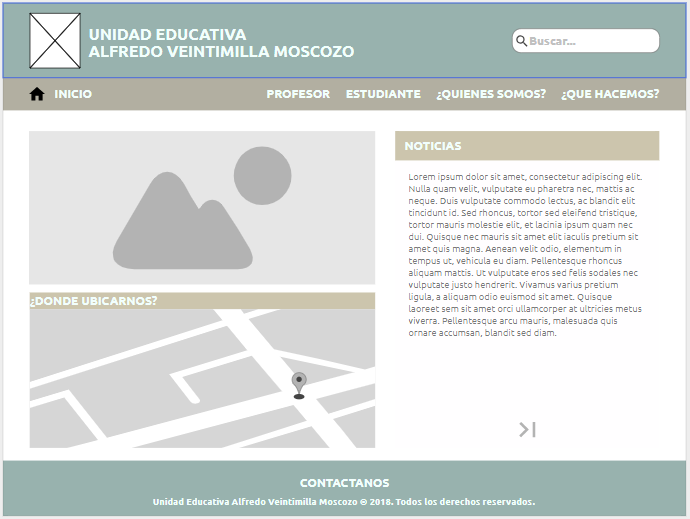 UNIDAD EDUCATIVA
ALFREDO VEINTIMILLA MOSCOZO
Buscar...
INICIO
PROFESOR
ESTUDIANTE
¿QUIENES SOMOS?
¿QUE HACEMOS?
¿DONDE UBICARNOS?
NOTICIAS
Lorem ipsum dolor sit amet, consectetur adipiscing elit.
Nulla quam velit, vulputate eu pharetra nec, mattis ac
neque. Duis vulputate commodo lectus, ac blandit elit
tincidunt id. Sed rhoncus, tortor sed eleifend tristique,
tortor mauris molestie elit, et lacinia ipsum quam nec
dui. Quisque nec mauris sit amet elit iaculis pretium sit
amet quis magna. Aenean velit odio, elementum in
tempus ut, vehicula eu diam. Pellentesque rhoncus
aliquam mattis. Ut vulputate eros sed felis sodales nec
vulputate justo hendrerit. Vivamus varius pretium
ligula, a aliquam odio euismod sit amet. Quisque
laoreet sem sit amet orci ullamcorper at ultricies metus
viverra. Pellentesque arcu mauris, malesuada quis
ornare accumsan, blandit sed diam.
CONTACTANOS
Unidad Educativa Alfredo Veintimilla Moscozo © 2018. Todos los derechos reservados.